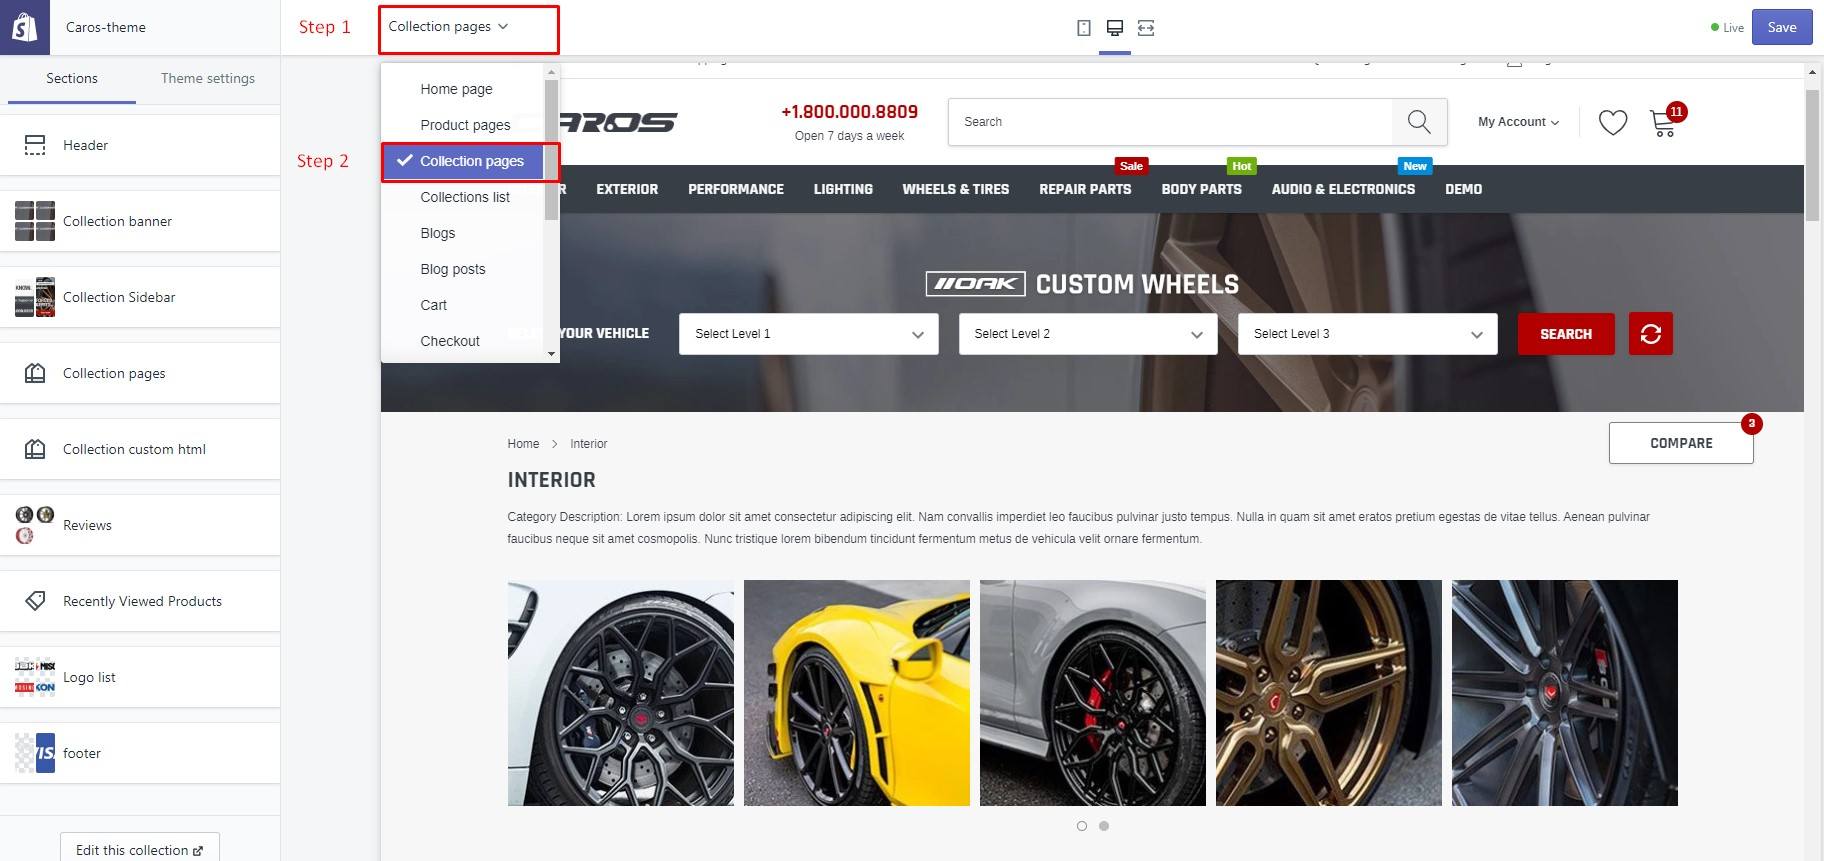 Caros-theme
Step 1
Collection pages
Live
Save
Sections
Theme settings
Header
Collection banner
Collection Sidebar
Collection pages
Collection custom html
Reviews
Recently Viewed Products
Logo list
footer
Edit this collection
Step 2
Home page
Product pages
Collection pages
Collections list
Blogs
Blog posts
Cart
Checkout
+1.800.000.8809
Open 7 days a week
Search
My Account
11
Sale
Hot
New
EXTERIOR
PERFORMANCE
LIGHTING
WHEELS & TIRES
REPAIR PARTS
BODY PARTS
AUDIO & ELECTRONICS
DEMO
OAK CUSTOM WHEELS
YOUR VEHICLE
Select Level 1
Select Level 2
Select Level 3
SEARCH
Home
Interior
COMPARE
3
INTERIOR
Category Description: Lorem ipsum dolor sit amet consectetur adipiscing elit. Nam convallis imperdiet leo faucibus pulvinar justo tempus. Nulla in quam sit amet eratos pretium egestas de vitae tellus. Aenean pulvinar
faucibus neque sit amet cosmopolis. Nunc tristique lorem bibendum tincidunt fermentum metus de vehicula velit ornare fermentum.